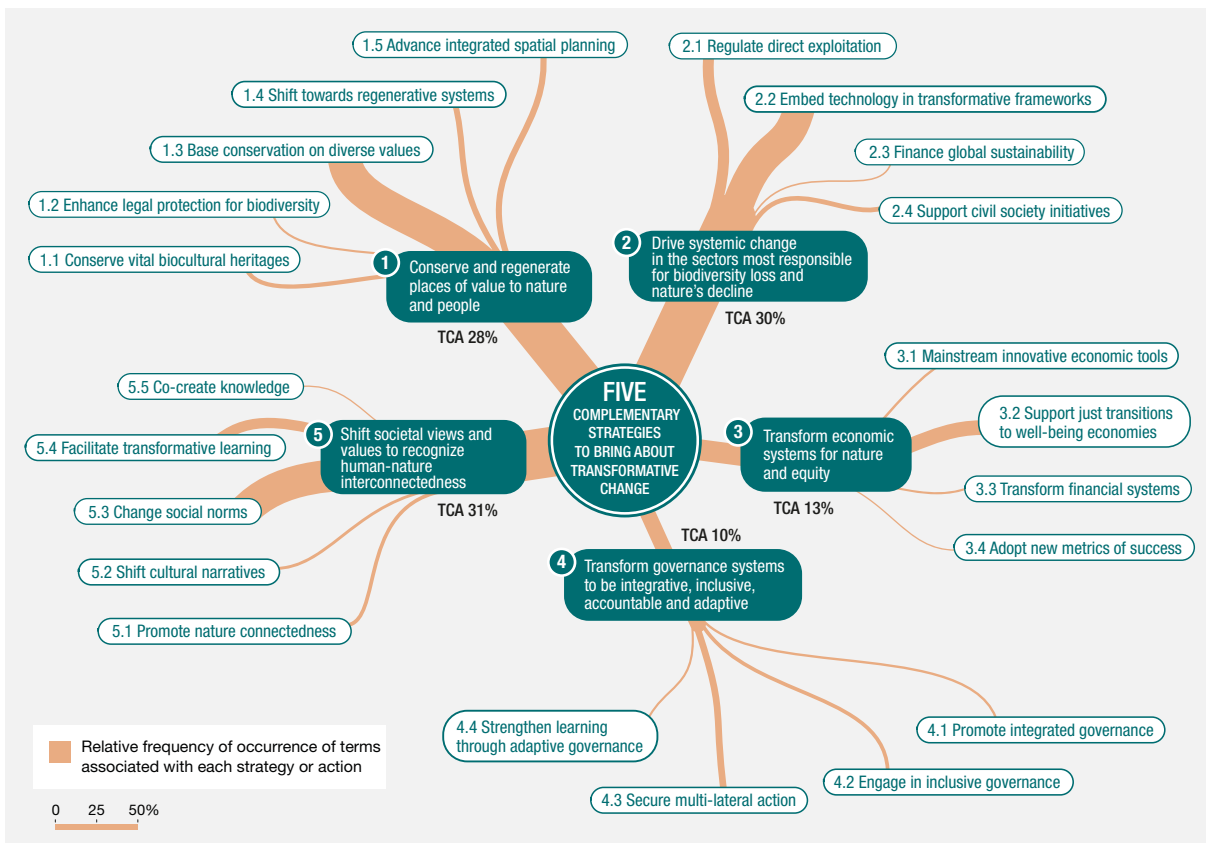 1.5 Advance integrated spatial planning
1.4 Shift towards regenerative systems
1.3 Base conservation on diverse values
1.2 Enhance legal protection for biodiversity
1.1 Conserve vital biocultural heritages
1
Conserve and regenerate
places of value to nature
and people
TCA 28%
2.1 Regulate direct exploitation
2.2 Embed technology in transformative frameworks
2.3 Finance global sustainability
2.4 Support civil society initiatives
2
Drive systemic change
in the sectors most responsible
for biodiversity loss and
nature's decline
TCA 30%
FIVE
COMPLEMENTARY
STRATEGIES
TO BRING ABOUT
TRANSFORMATIVE
CHANGE
3.1 Mainstream innovative economic tools
3.2 Support just transitions
to well-being economies
3
Transform economic
systems for nature
and equity
TCA 13%
3.3 Transform financial systems
3.4 Adopt new metrics of success
5.5 Co-create knowledge
5.4 Facilitate transformative learning
5
Shift societal views and
values to recognize
human-nature
interconnectedness
TCA 31%
5.3 Change social norms
5.2 Shift cultural narratives
5.1 Promote nature connectedness
TCA 10%
4
Transform governance systems
to be integrative, inclusive,
accountable and adaptive
4.4 Strengthen learning
through adaptive governance
4.3 Secure multi-lateral action
4.2 Engage in inclusive governance
4.1 Promote integrated governance
Relative frequency of occurrence of terms
associated with each strategy or action
0 25 50%